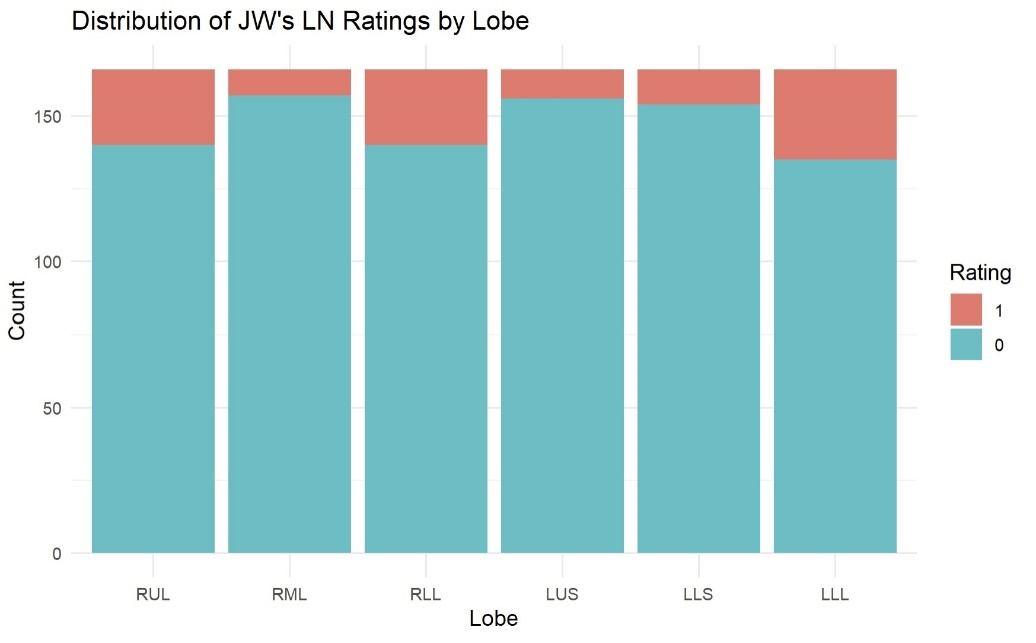 Distribution of JW's LN Ratings by Lobe
Count
150
100
50
0
RUL RML RLL LUS LLS LLL
Lobe
Rating
1
0